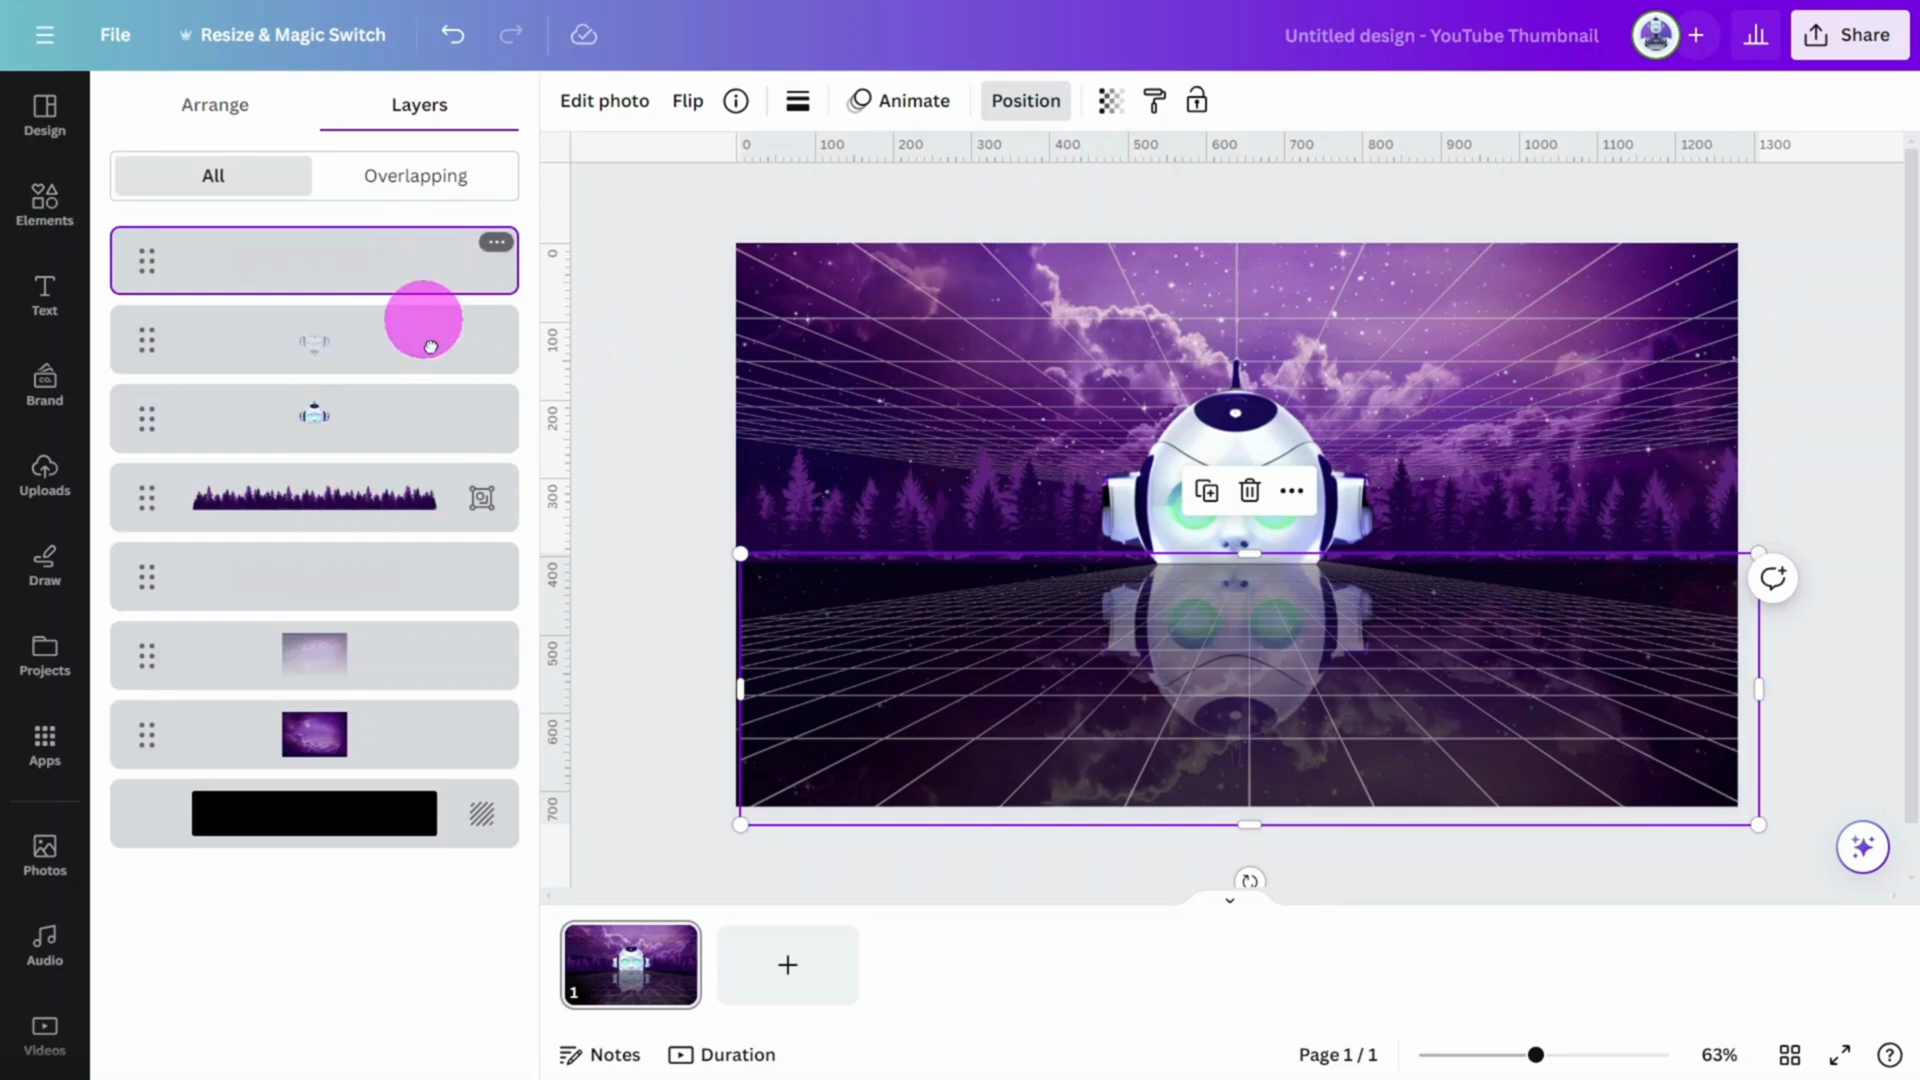 File
Resize & Magic Switch
Untitled design - YouTube Thumbnail
Share
Design
Elements
Text
CO.
Brand
Uploads
Draw
Projects
Apps
Photos
Audio
Videos
Arrange
Layers
All
Overlapping
Edit photo
Flip
Animate
Position
0 100 200 300 400 500 600 700 800 900 1000 1100 1200 1300
0
100
200
300
400
500
600
700
1
Notes
Duration
Page 1 / 1
63%